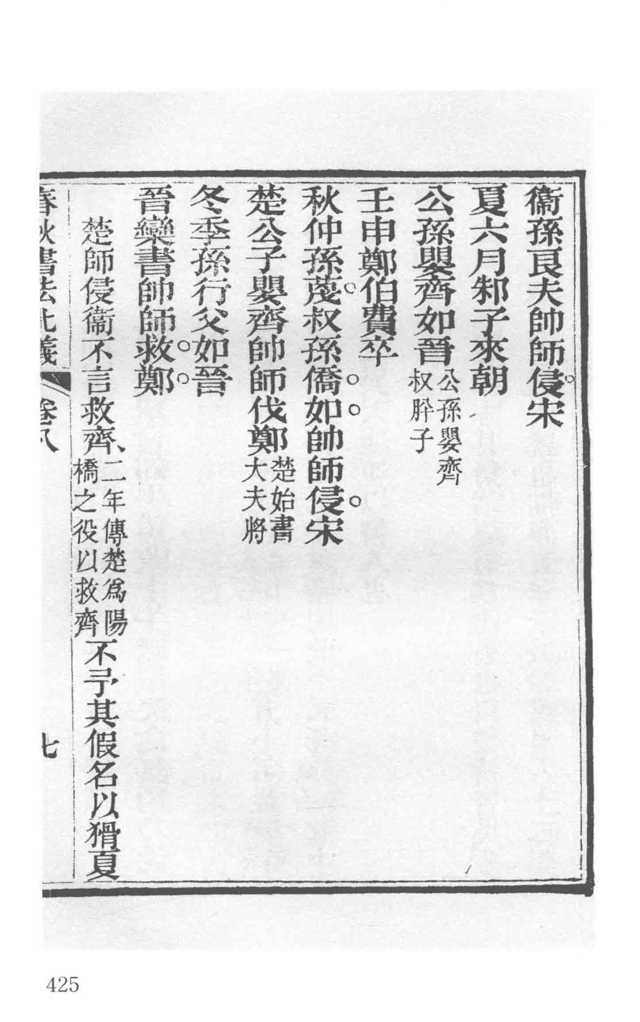 衞孫良夫帥師侵宋
夏六月邾子來朝
公孫嬰齊如晉公孫嬰齊叔肸子
壬申鄭伯費卒
秋仲孫蔑叔孫僑如帥師侵宋
楚公子嬰齊帥師伐鄭楚始書大夫將
冬季孫行父如晉
晉欒書帥師救鄭
楚師侵衞不言救齊、二年傳楚爲陽橋之役以救齊不予其假名以猾夏
春秋書法比義 卷八 七
425